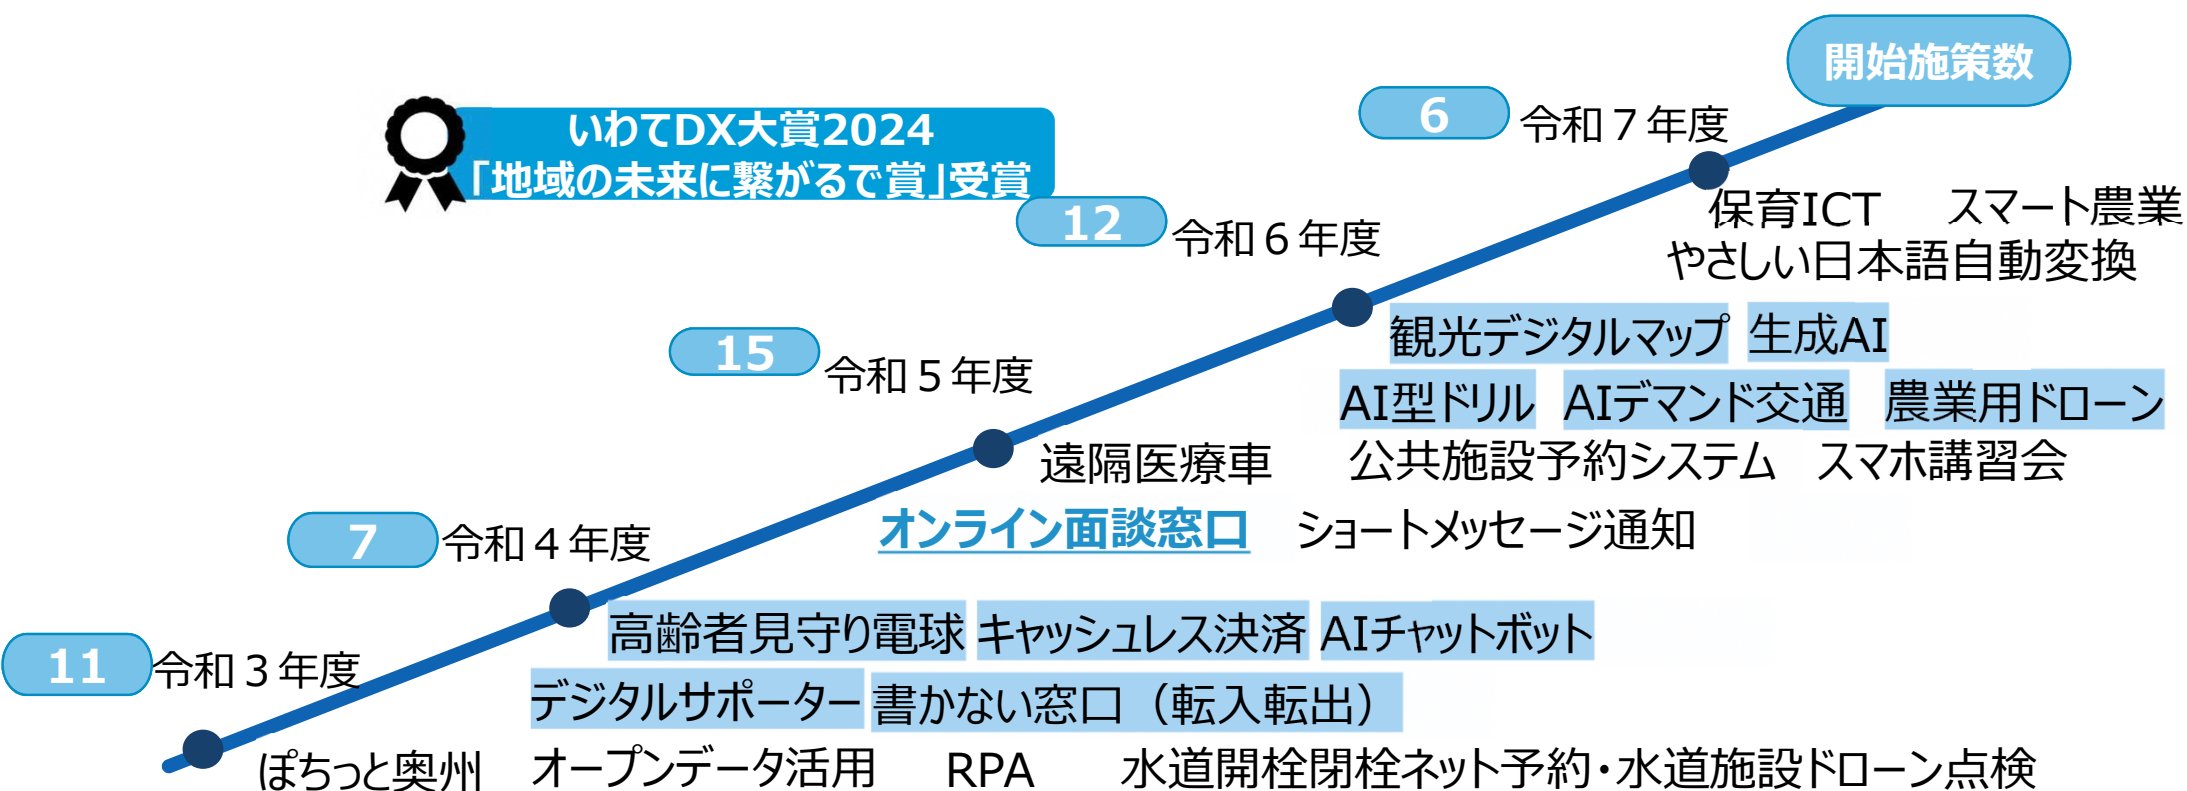 開始施策数
いわてDX大賞2024
「地域の未来に繋がるで賞」受賞
6 令和７年度
保育ICT スマート農業
やさしい日本語自動変換
12 令和６年度
観光デジタルマップ 生成AI
AI型ドリル AIデマンド交通 農業用ドローン
15 令和５年度
遠隔医療車 公共施設予約システム スマホ講習会
オンライン面談窓口 ショートメッセージ通知
7 令和４年度
高齢者見守り電球 キャッシュレス決済 AIチャットボット
デジタルサポーター 書かない窓口（転入転出）
11 令和３年度
ぽちっと奥州 オープンデータ活用 RPA 水道開栓閉栓ネット予約・水道施設ドローン点検